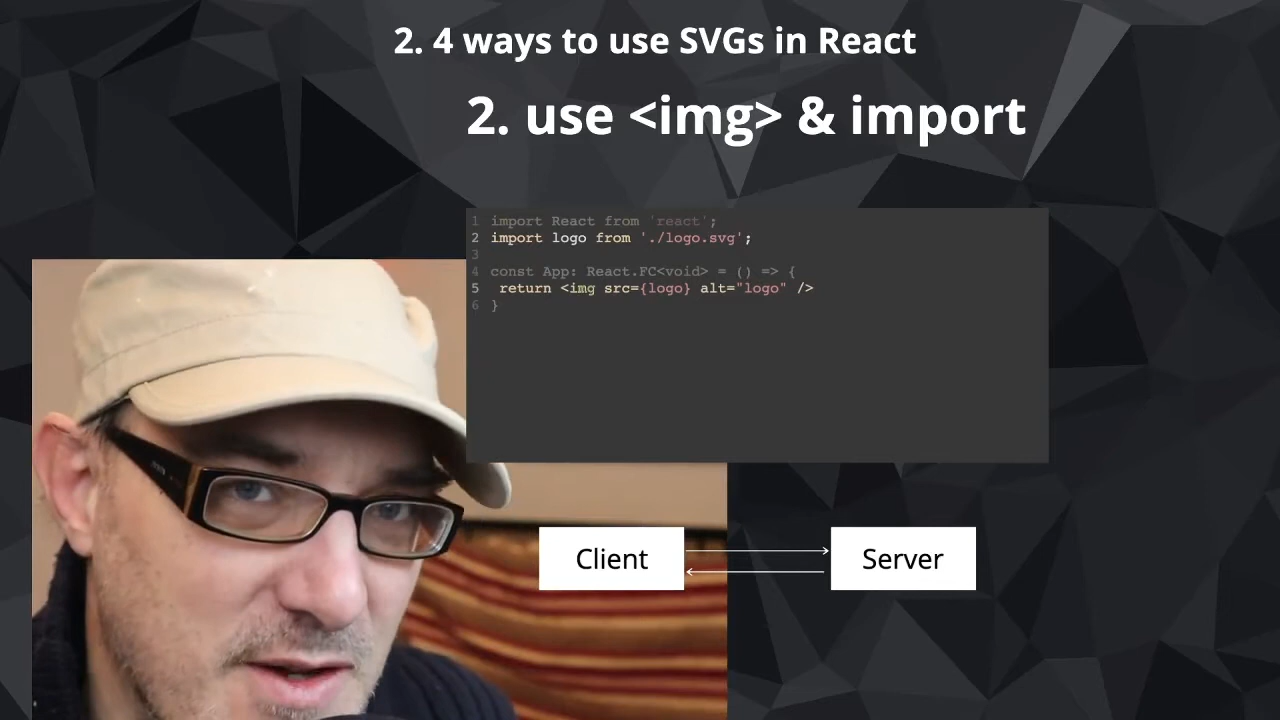 2. 4 ways to use SVGs in React
2. use <img> & import
1 import React from 'react';
2 import logo from './logo.svg';
3
4 const App: React.FC<void> = () => {
5 return <img src={logo} alt="logo" />
6 }
Client
Server